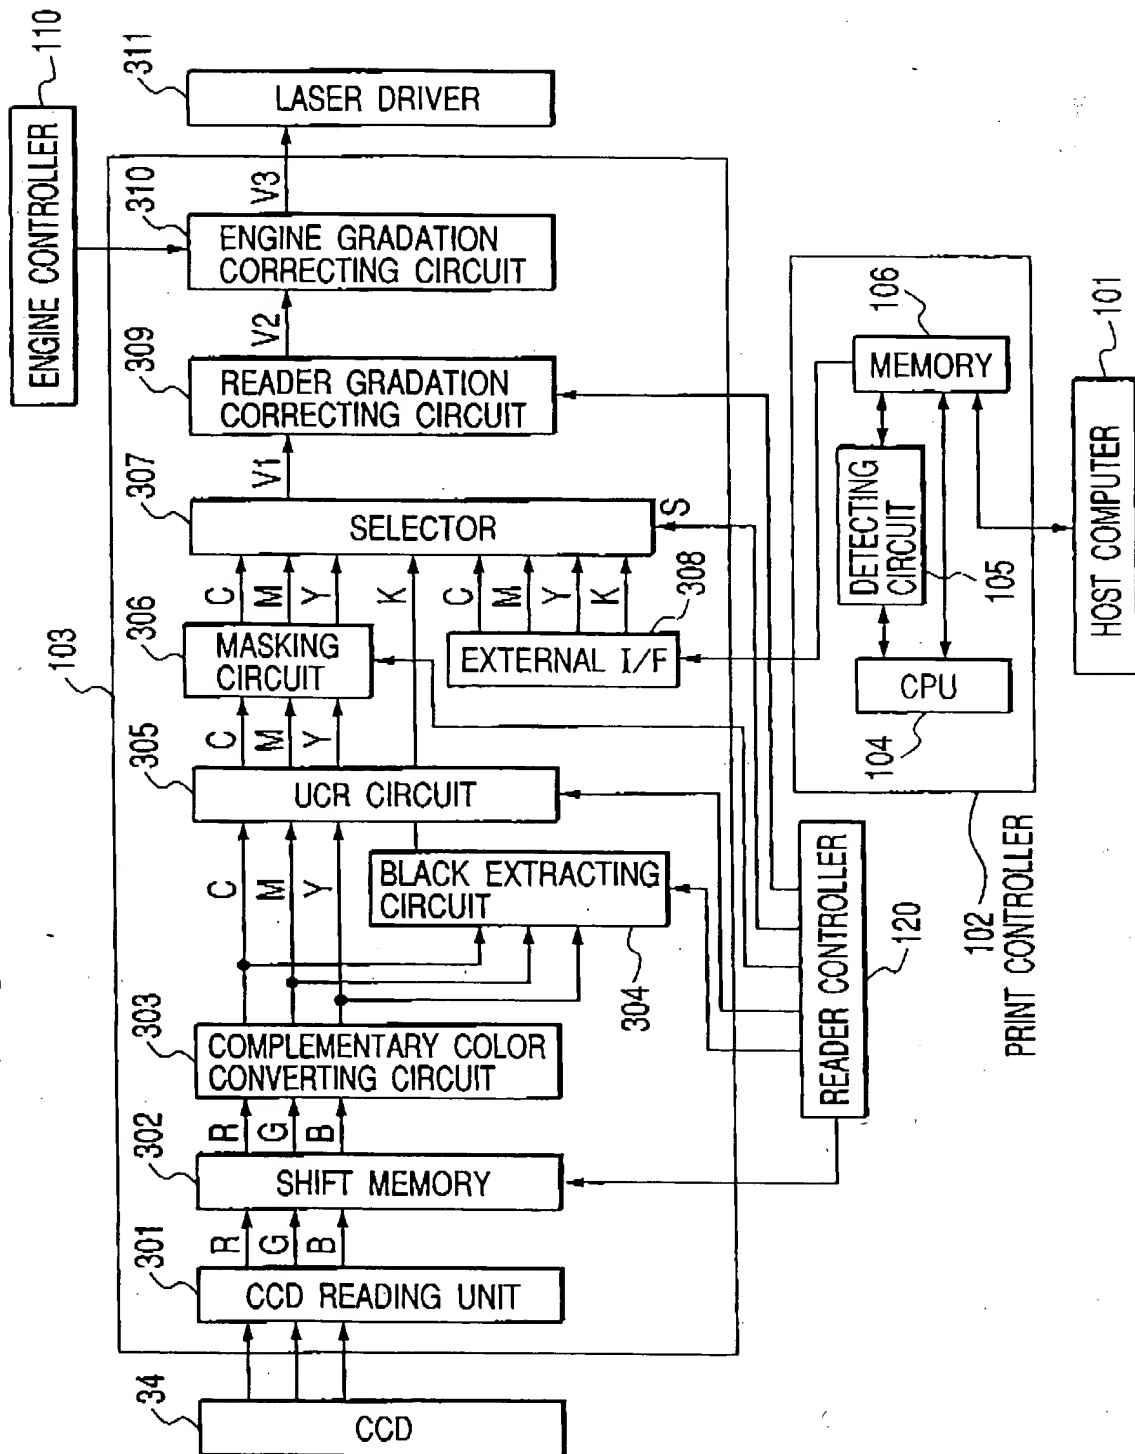 34
CCD
103
301
CCD READING UNIT
R
G
B
302
SHIFT MEMORY
R
G
B
303
COMPLEMENTARY COLOR
CONVERTING CIRCUIT
C
M
Y
304
BLACK EXTRACTING
CIRCUIT
305
UCR CIRCUIT
C
M
Y
306
MASKING
CIRCUIT
C
M
Y
K
C
M
Y
K
308
EXTERNAL I/F
307
SELECTOR
S
V1
309
READER GRADATION
CORRECTING CIRCUIT
V2
310
ENGINE GRADATION
CORRECTING CIRCUIT
V3
311
LASER DRIVER
110
ENGINE CONTROLLER
READER CONTROLLER
120
102
PRINT CONTROLLER
104
CPU
DETECTING
CIRCUIT
105
106
MEMORY
101
HOST COMPUTER